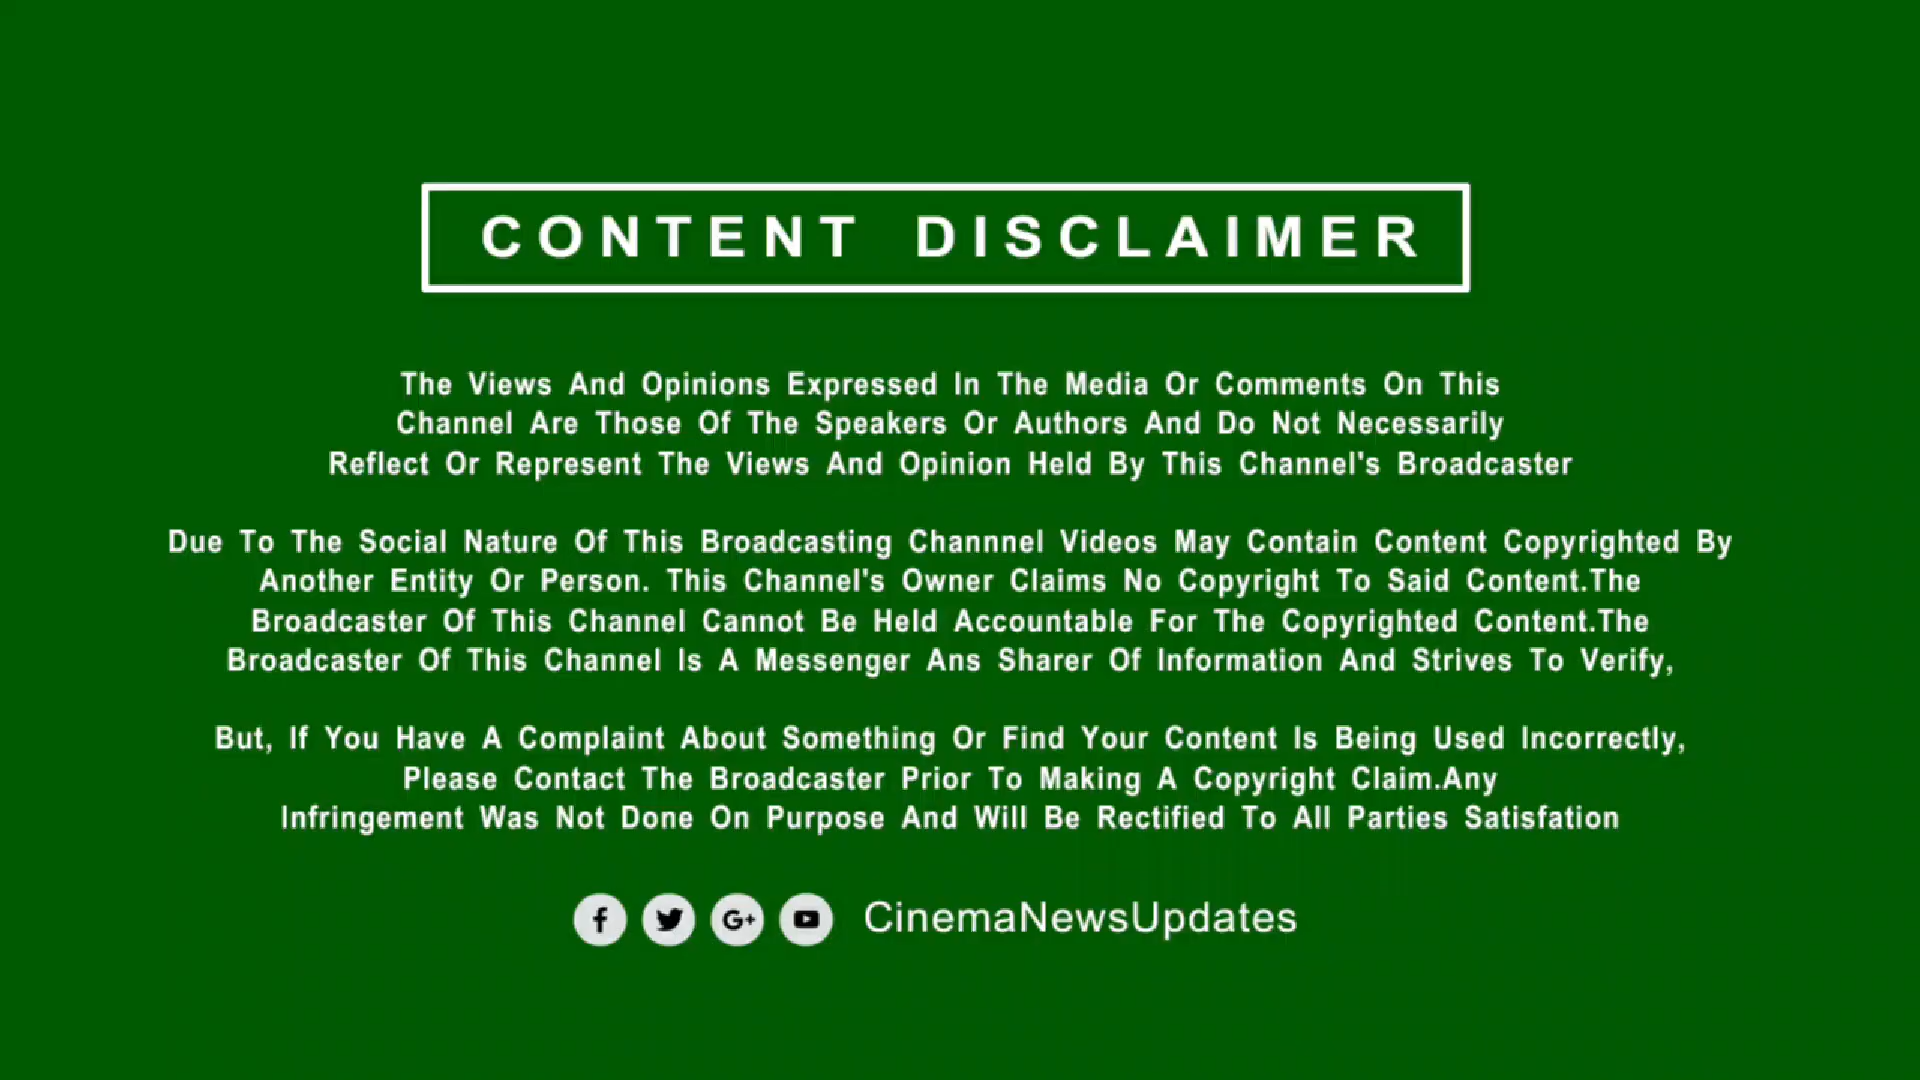 CONTENT DISCLAIMER
The Views And Opinions Expressed In The Media Or Comments On This
Channel Are Those Of The Speakers Or Authors And Do Not Necessarily
Reflect Or Represent The Views And Opinion Held By This Channel's Broadcaster
Due To The Social Nature Of This Broadcasting Channnel Videos May Contain Content Copyrighted By
Another Entity Or Person. This Channel's Owner Claims No Copyright To Said Content.The
Broadcaster Of This Channel Cannot Be Held Accountable For The Copyrighted Content.The
Broadcaster Of This Channel Is A Messenger Ans Sharer Of Information And Strives To Verify,
But, If You Have A Complaint About Something Or Find Your Content Is Being Used Incorrectly,
Please Contact The Broadcaster Prior To Making A Copyright Claim.Any
Infringement Was Not Done On Purpose And Will Be Rectified To All Parties Satisfation
f G+ CinemaNewsUpdates